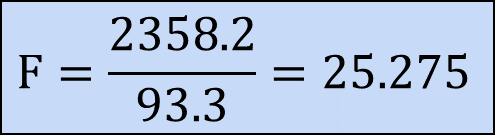 F = 2358.2 / 93.3 = 25.275